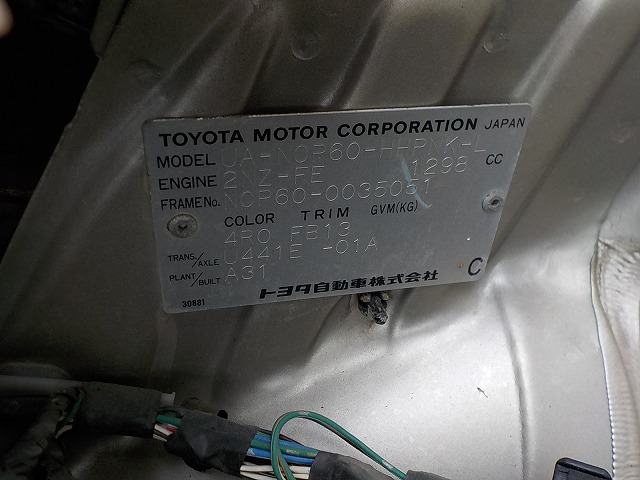 TOYOTA MOTOR CORPORATION JAPAN
MODEL UA-NCP60-HHPNK-L
ENGINE 2NZ-FE 1298 CC
FRAME No. NCP60-0035051
COLOR TRIM GVM(KG)
4R0 FB13
TRANS./AXLE U441E -01A
PLANT/BUILT A31
30881 トヨタ自動車株式会社 C